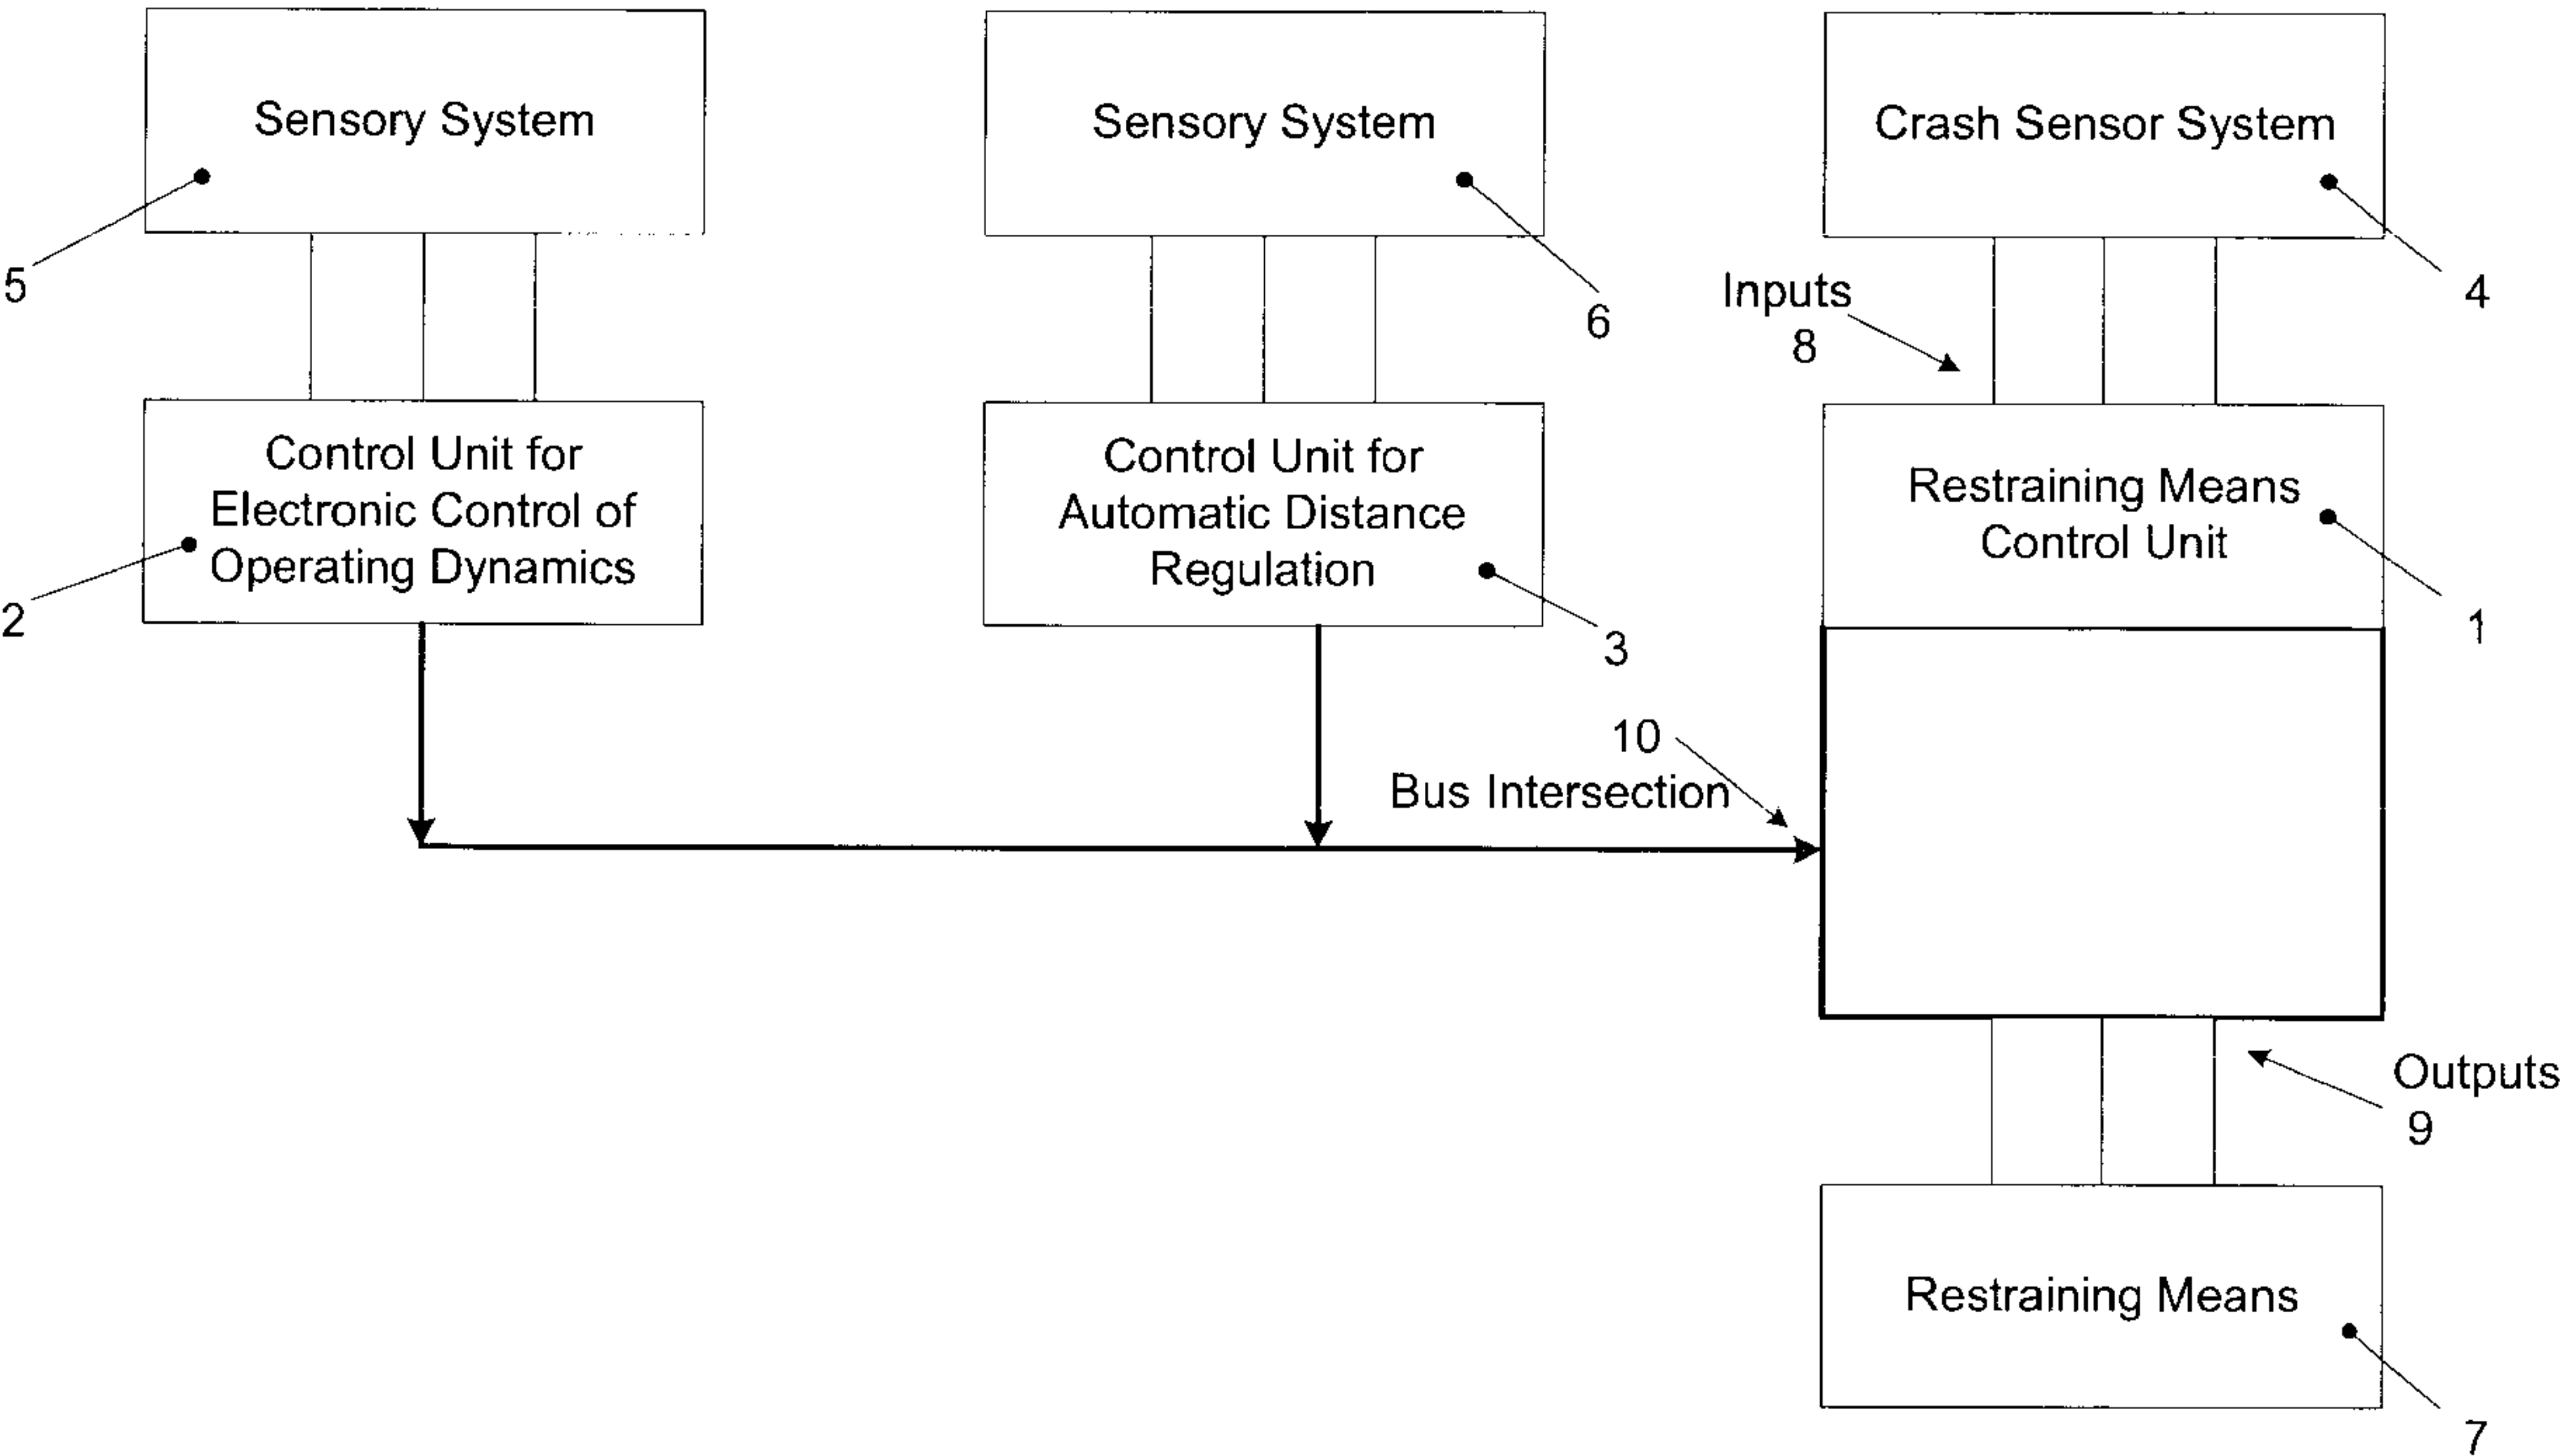 Sensory System
5
Sensory System
6
Crash Sensor System
4
Inputs
8
Control Unit for
Electronic Control of
Operating Dynamics
2
Control Unit for
Automatic Distance
Regulation
3
Restraining Means
Control Unit
1
10
Bus Intersection
Outputs
9
Restraining Means
7